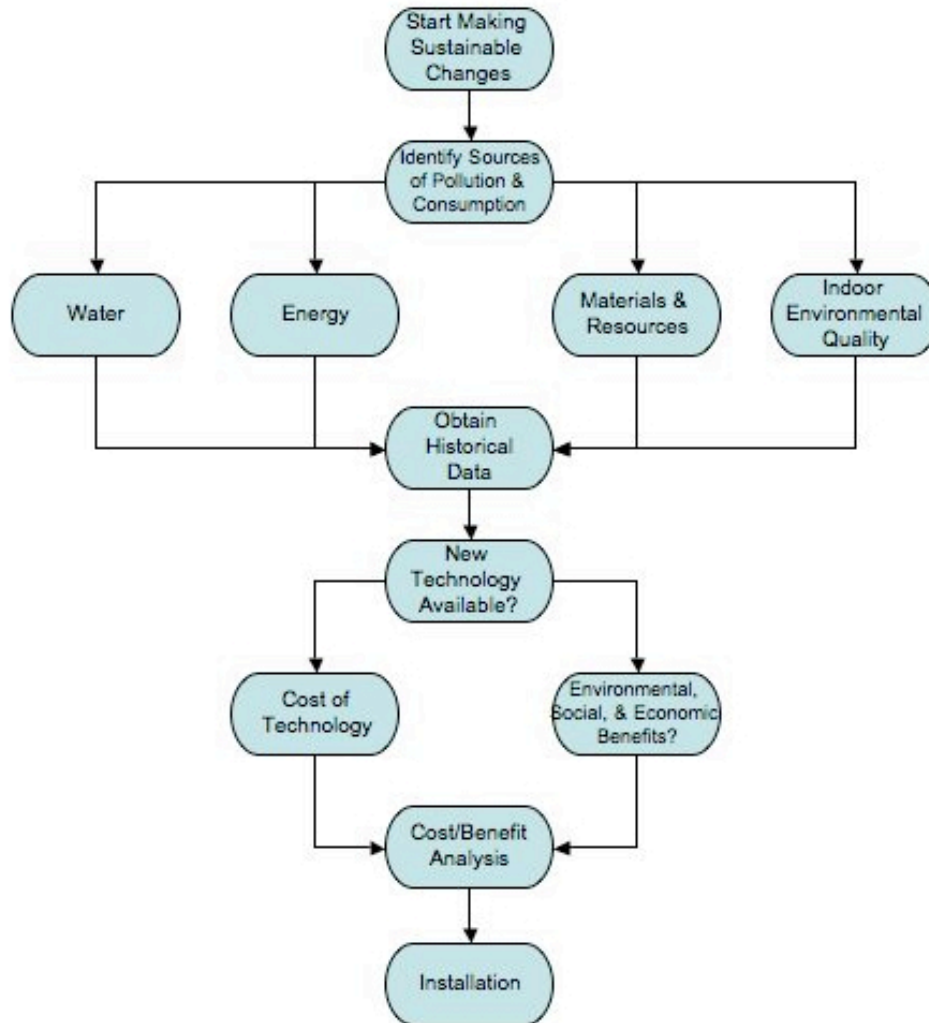 Start Making
Sustainable
Changes
Identify Sources
of Pollution &
Consumption
Water
Energy
Materials &
Resources
Indoor
Environmental
Quality
Obtain
Historical
Data
New
Technology
Available?
Cost of
Technology
Environmental,
Social, & Economic
Benefits?
Cost/Benefit
Analysis
Installation